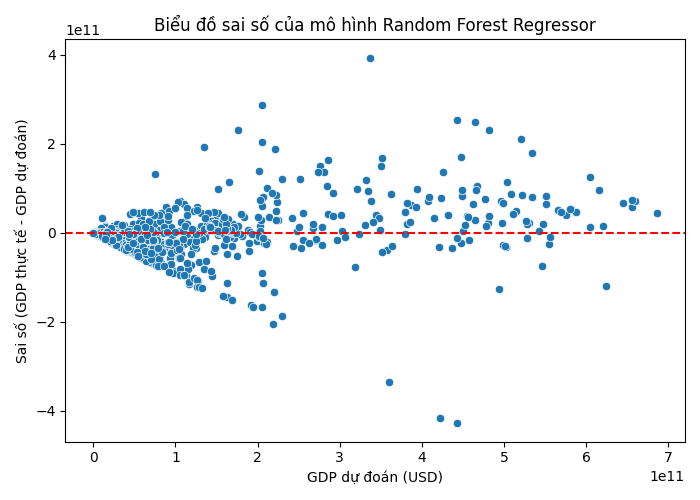 Biểu đồ sai số của mô hình Random Forest Regressor
1e11
4
2
0
−2
−4
Sai số (GDP thực tế - GDP dự đoán)
0
1
2
3
4
5
6
7
1e11
GDP dự đoán (USD)